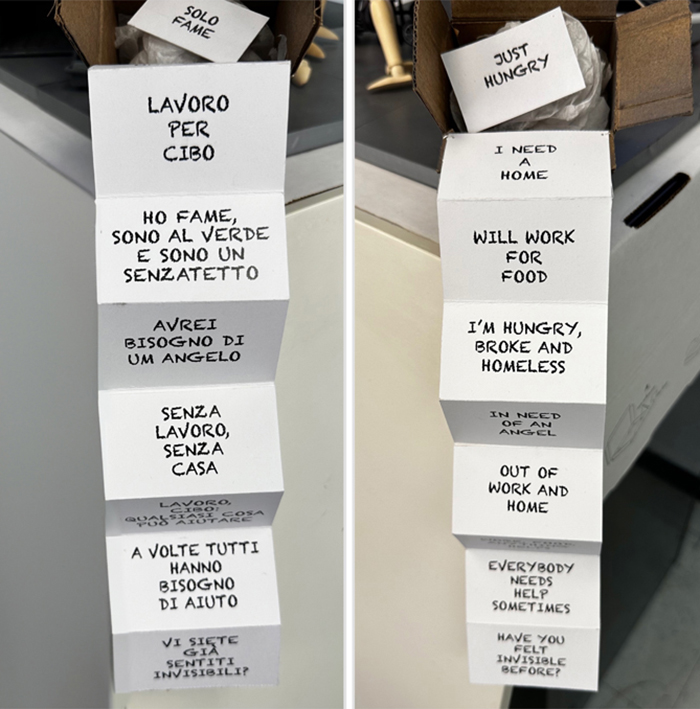 SOLO
FAME
LAVORO
PER
CIBO
HO FAME,
SONO AL VERDE
E SONO UN
SENZATETTO
AVREI
BISOGNO DI
UM ANGELO
SENZA
LAVORO,
SENZA
CASA
LAVORO,
CIBO:
QUALSIASI COSA
PUÒ AIUTARE
A VOLTE TUTTI
HANNO
BISOGNO
DI AIUTO
VI SIETE
GIÀ
SENTITI
INVISIBILI?
JUST
HUNGRY
I NEED
A
HOME
WILL WORK
FOR
FOOD
I'M HUNGRY,
BROKE AND
HOMELESS
IN NEED
OF AN
ANGEL
OUT OF
WORK AND
HOME
EVERYBODY
NEEDS
HELP
SOMETIMES
HAVE YOU
FELT
INVISIBLE
BEFORE?